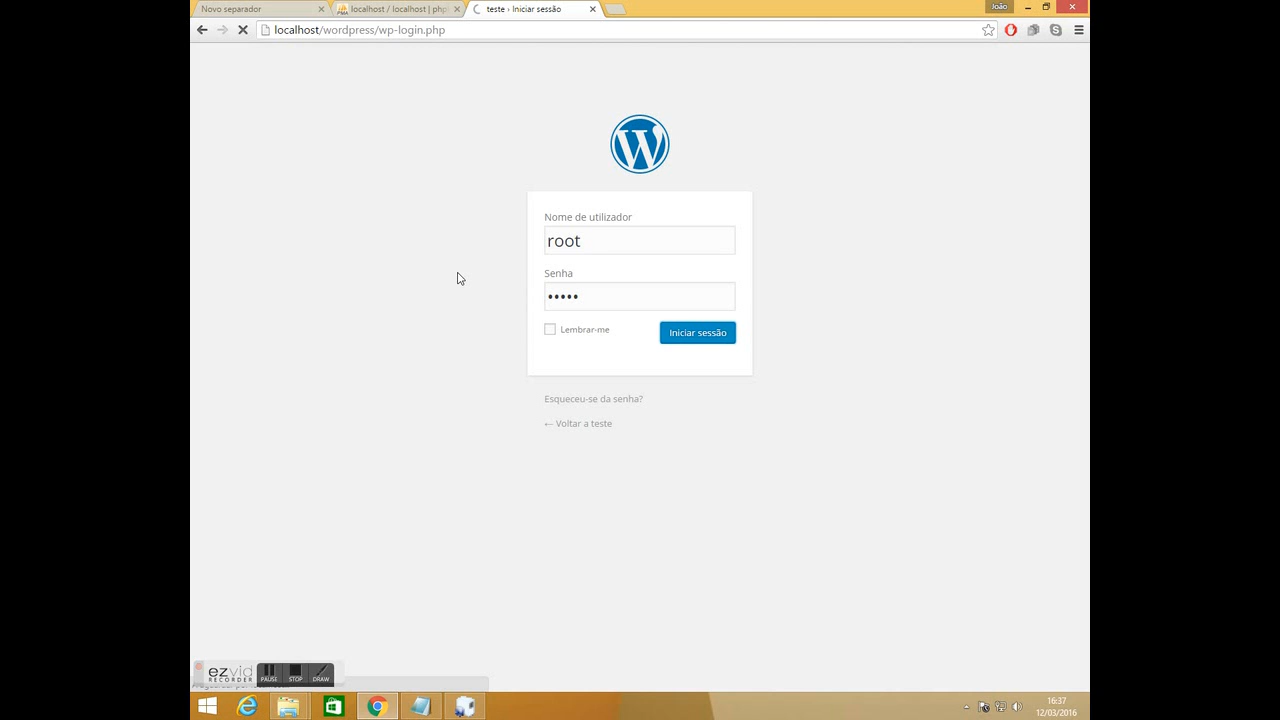 Novo separador
localhost / localhost | php
teste › Iniciar sessão
João
localhost/wordpress/wp-login.php
Nome de utilizador
root
Senha
Lembrar-me
Iniciar sessão
Esqueceu-se da senha?
← Voltar a teste
ezvid
RECORDER
PAUSE
STOP
DRAW
16:37
12/03/2016